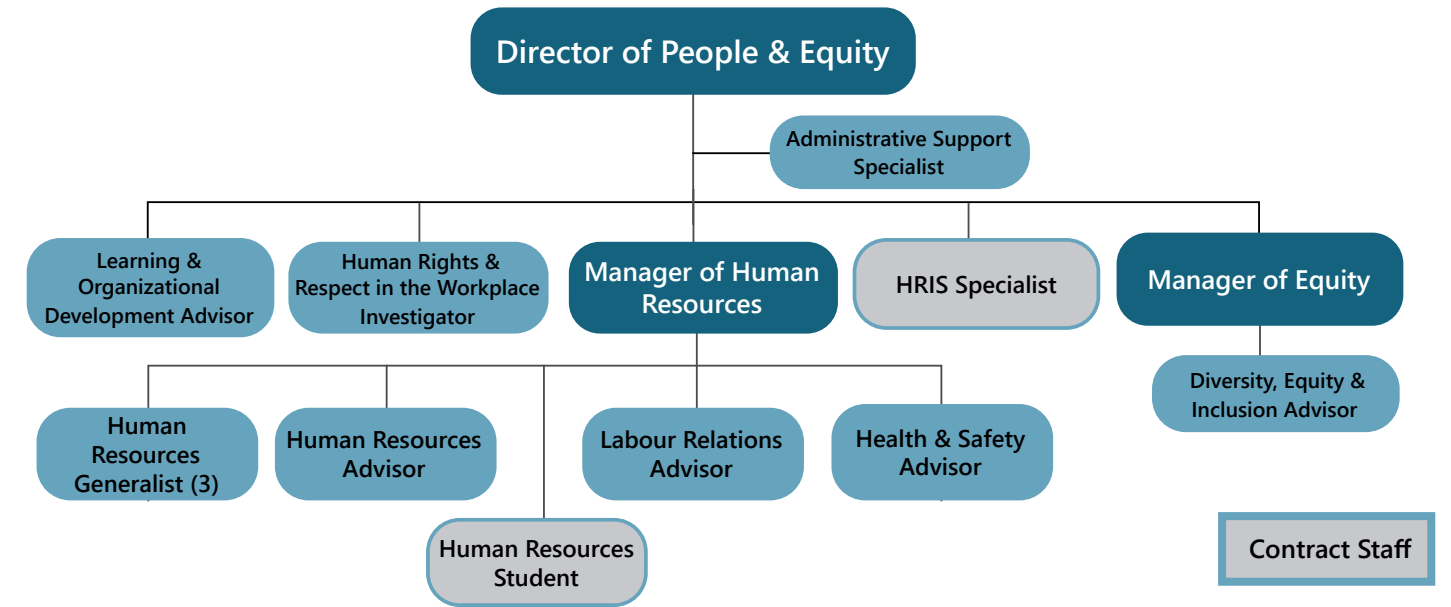 Director of People & Equity
Administrative Support
Specialist
Learning &
Organizational
Development Advisor
Human Rights &
Respect in the Workplace
Investigator
Manager of Human
Resources
HRIS Specialist
Manager of Equity
Diversity, Equity &
Inclusion Advisor
Human
Resources
Generalist (3)
Human Resources
Advisor
Labour Relations
Advisor
Health & Safety
Advisor
Human Resources
Student
Contract Staff